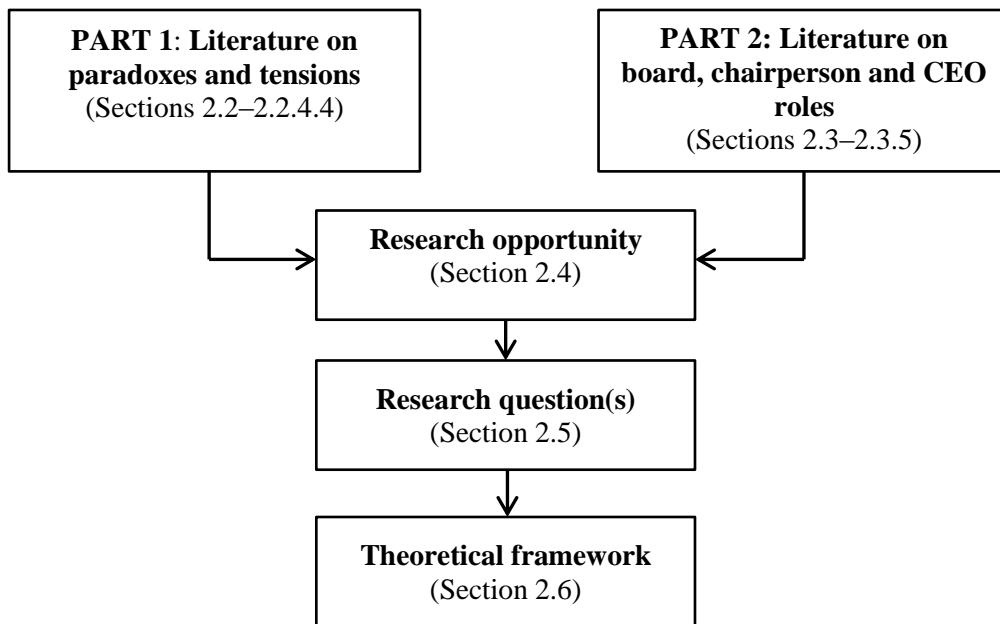 PART 1: Literature on
paradoxes and tensions
(Sections 2.2–2.2.4.4)
PART 2: Literature on
board, chairperson and CEO
roles
(Sections 2.3–2.3.5)
Research opportunity
(Section 2.4)
Research question(s)
(Section 2.5)
Theoretical framework
(Section 2.6)